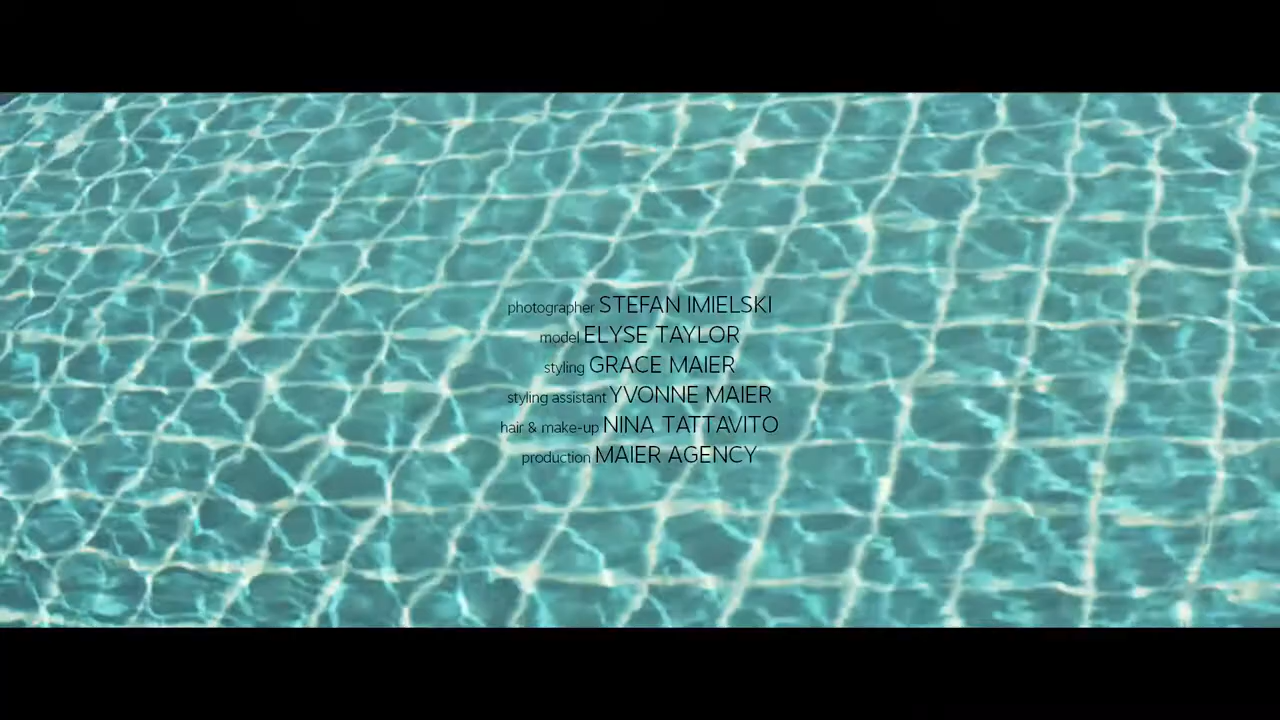 photographer STEFAN IMIELSKI
model ELYSE TAYLOR
styling GRACE MAIER
styling assistant YVONNE MAIER
hair & make-up NINA TATTAVITO
production MAIER AGENCY